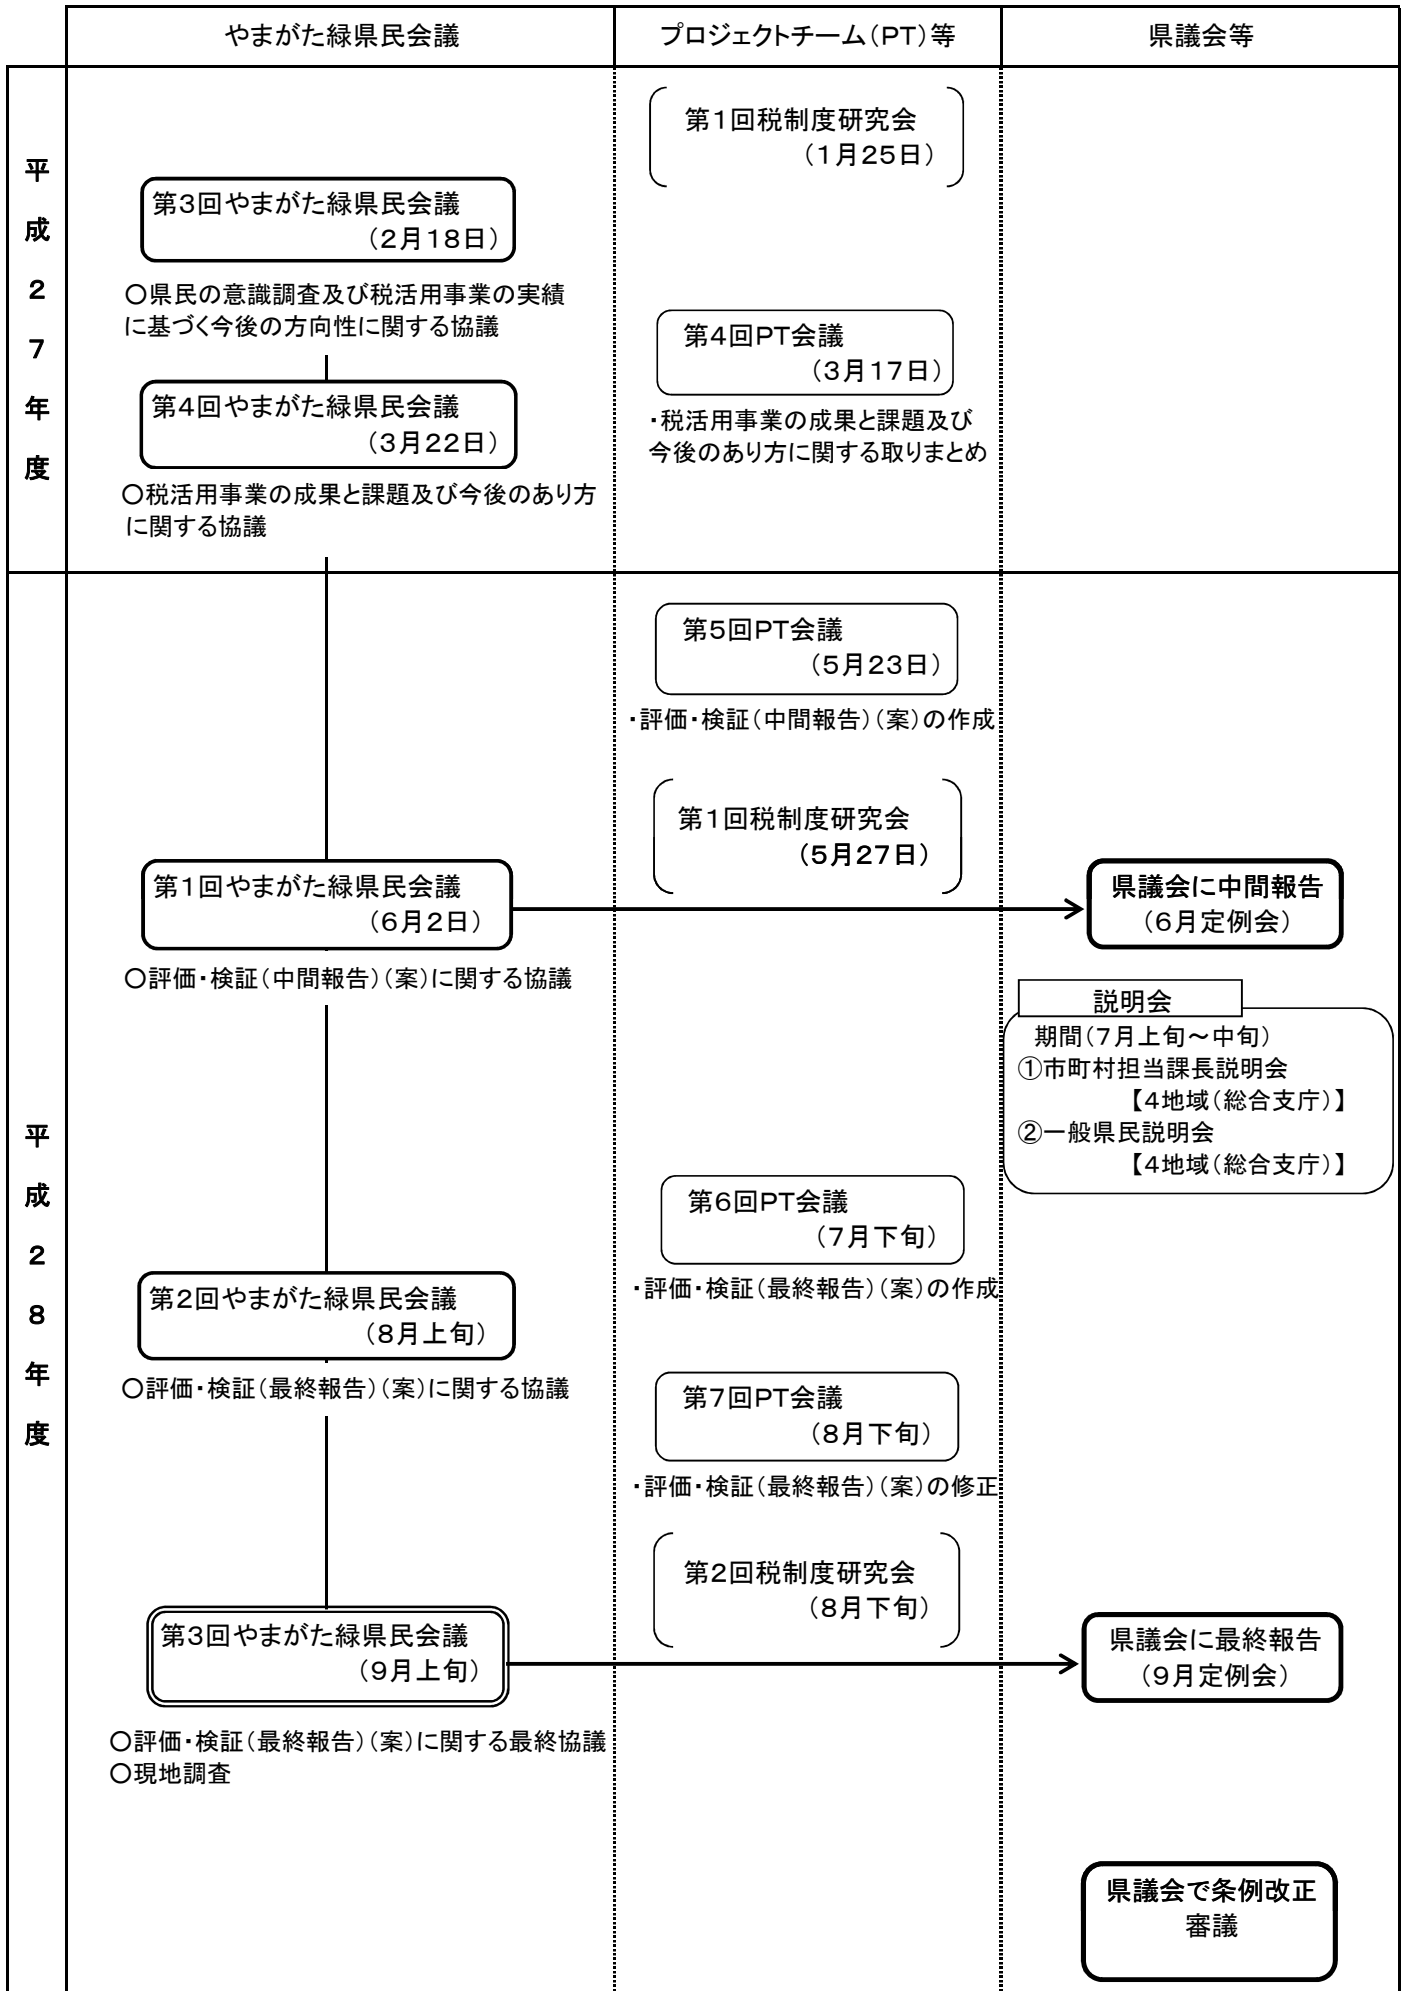 やまがた緑県民会議
プロジェクトチーム(PT)等
県議会等
平成27年度
第1回税制度研究会
(1月25日)
第3回やまがた緑県民会議
(2月18日)
○県民の意識調査及び税活用事業の実績
に基づく今後の方向性に関する協議
第4回PT会議
(3月17日)
・税活用事業の成果と課題及び
今後のあり方に関する取りまとめ
第4回やまがた緑県民会議
(3月22日)
○税活用事業の成果と課題及び今後のあり方
に関する協議
平成28年度
第5回PT会議
(5月23日)
・評価・検証(中間報告)(案)の作成
第1回税制度研究会
(5月27日)
第1回やまがた緑県民会議
(6月2日)
○評価・検証(中間報告)(案)に関する協議
県議会に中間報告
(6月定例会)
説明会
期間(7月上旬~中旬)
①市町村担当課長説明会
【4地域(総合支庁)】
②一般県民説明会
【4地域(総合支庁)】
第6回PT会議
(7月下旬)
・評価・検証(最終報告)(案)の作成
第2回やまがた緑県民会議
(8月上旬)
○評価・検証(最終報告)(案)に関する協議
第7回PT会議
(8月下旬)
・評価・検証(最終報告)(案)の修正
第2回税制度研究会
(8月下旬)
第3回やまがた緑県民会議
(9月上旬)
○評価・検証(最終報告)(案)に関する最終協議
○現地調査
県議会に最終報告
(9月定例会)
県議会で条例改正
審議